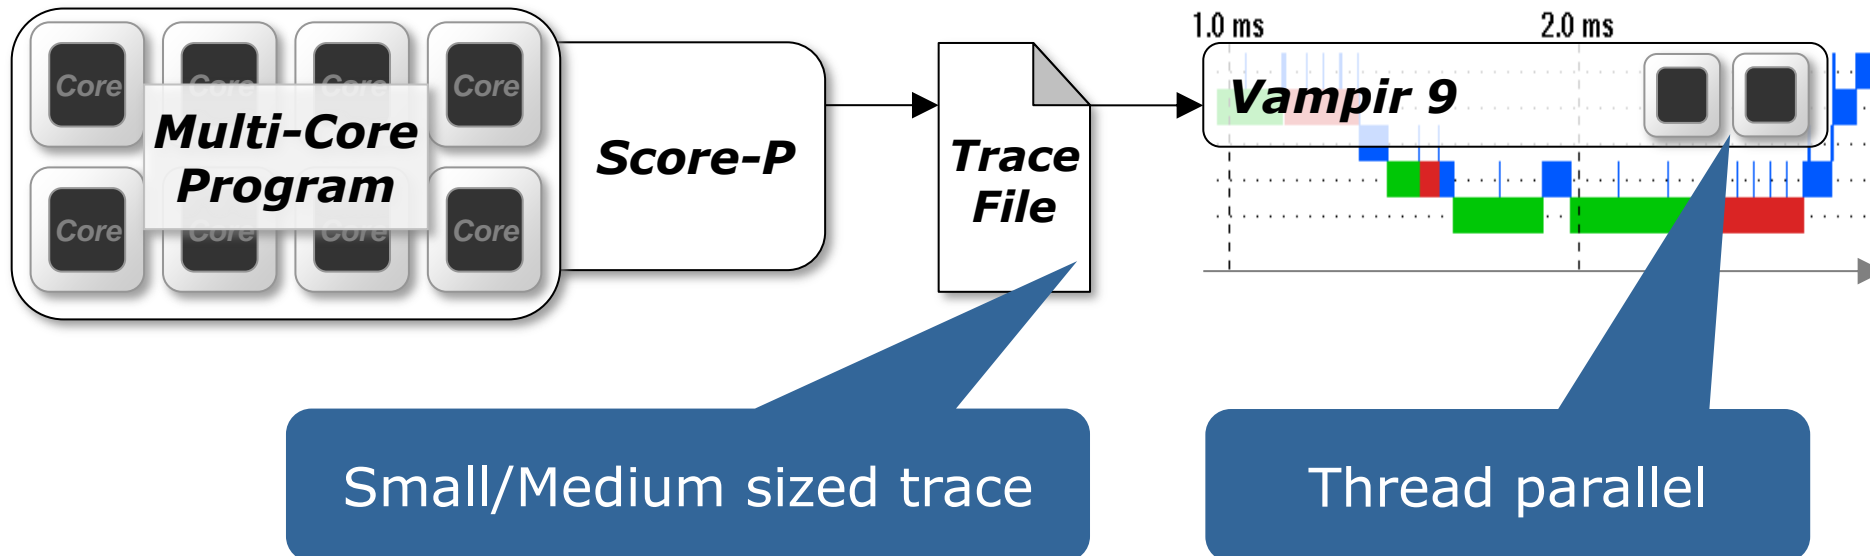 1.0 ms
2.0 ms
Core
Core
Core
Core
Multi-Core
Program
Core
Core
Core
Core
Score-P
Trace
File
Vampir 9
Small/Medium sized trace
Thread parallel